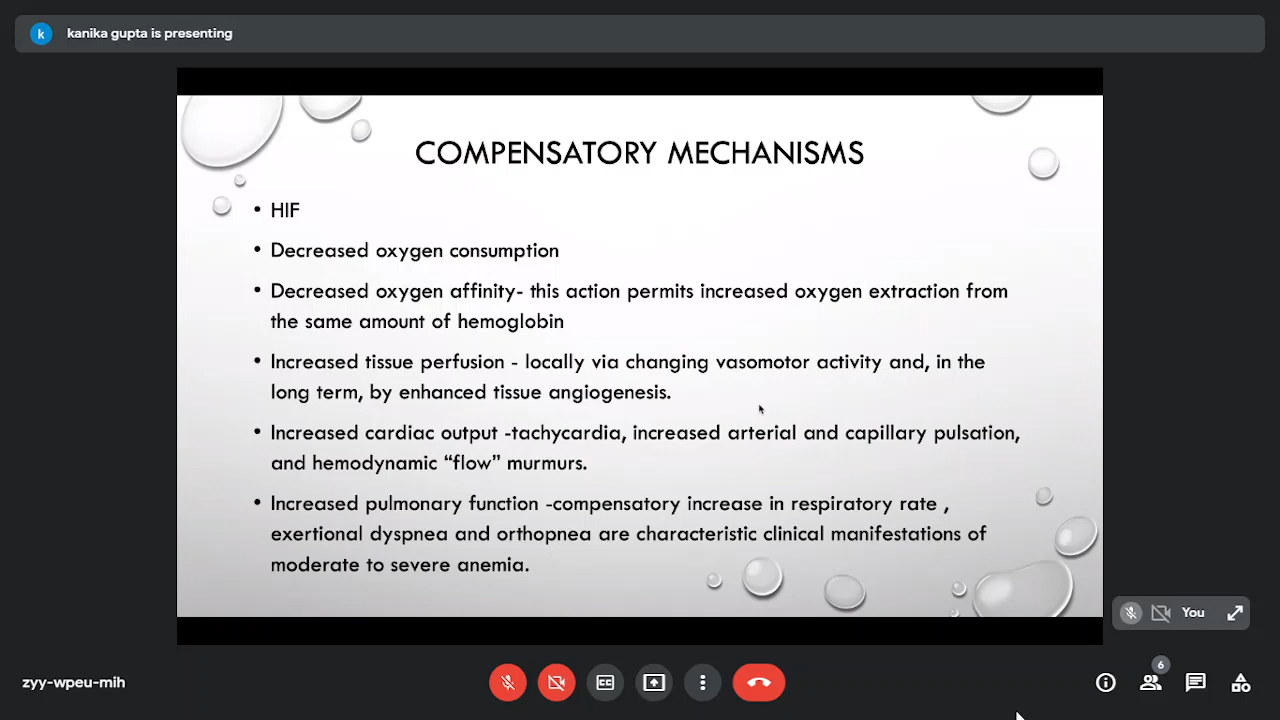 k
kanika gupta is presenting
COMPENSATORY MECHANISMS
• HIF
• Decreased oxygen consumption
• Decreased oxygen affinity- this action permits increased oxygen extraction from
the same amount of hemoglobin
• Increased tissue perfusion - locally via changing vasomotor activity and, in the
long term, by enhanced tissue angiogenesis.
• Increased cardiac output -tachycardia, increased arterial and capillary pulsation,
and hemodynamic “flow” murmurs.
• Increased pulmonary function -compensatory increase in respiratory rate ,
exertional dyspnea and orthopnea are characteristic clinical manifestations of
moderate to severe anemia.
You
zyy-wpeu-mih
CC
6